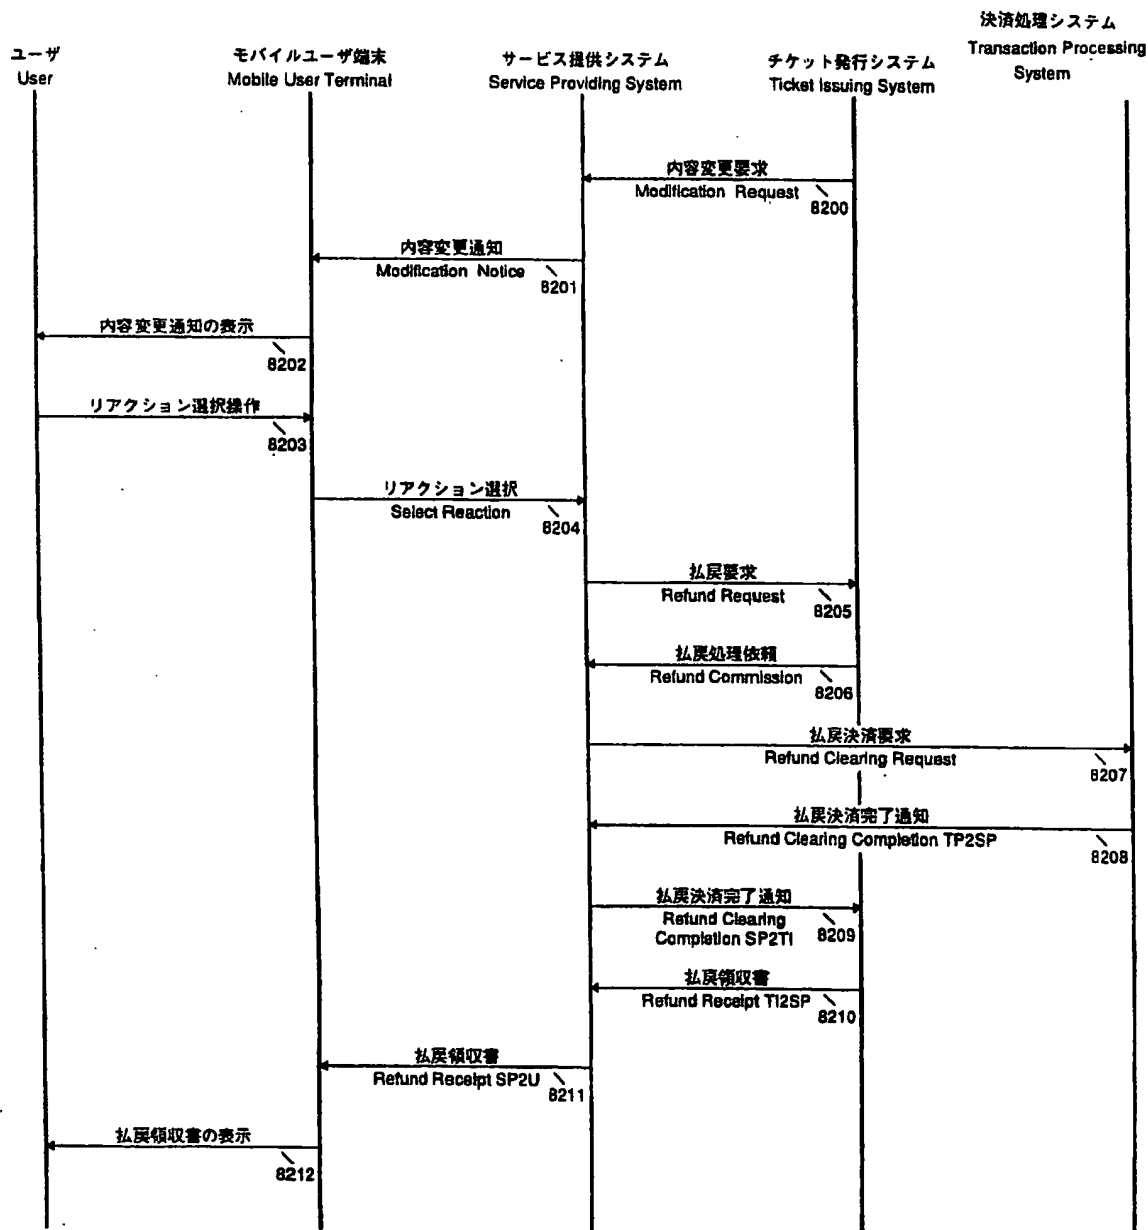 ユーザ
User
モバイルユーザ端末
Mobile User Terminal
サービス提供システム
Service Providing System
チケット発行システム
Ticket Issuing System
決済処理システム
Transaction Processing
System
内容変更要求
Modification Request
8200
内容変更通知
Modification Notice
8201
内容変更通知の表示
8202
リアクション選択操作
8203
リアクション選択
Select Reaction
8204
払戻要求
Refund Request
8205
払戻処理依頼
Refund Commission
8206
払戻決済要求
Refund Clearing Request
8207
払戻決済完了通知
Refund Clearing Completion TP2SP
8208
払戻決済完了通知
Refund Clearing
Completion SP2TI
8209
払戻領収書
Refund Receipt TI2SP
8210
払戻領収書
Refund Receipt SP2U
8211
払戻領収書の表示
8212